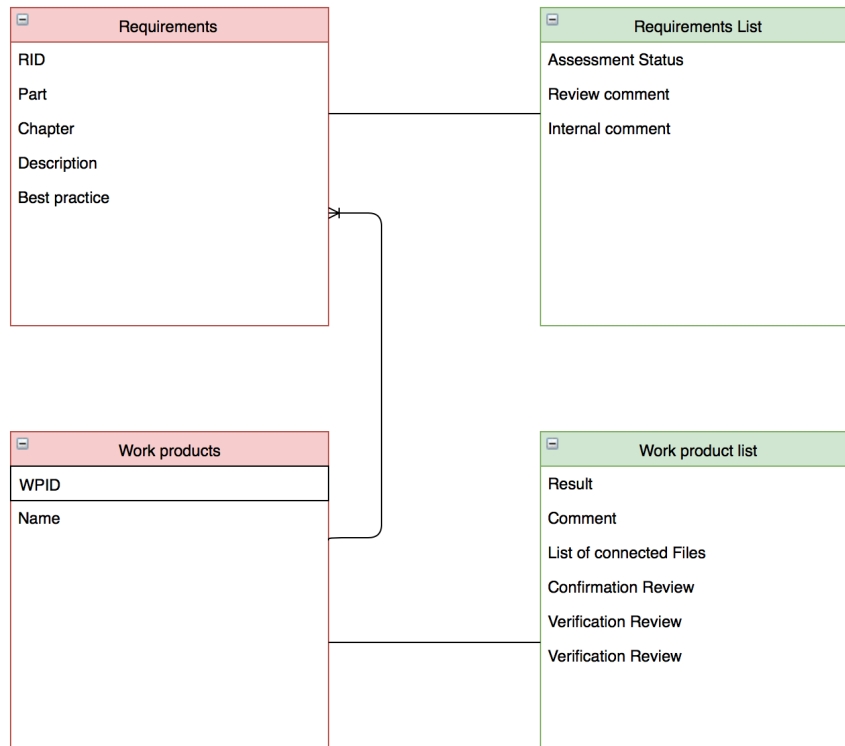 Requirements
RID
Part
Chapter
Description
Best practice
Requirements List
Assessment Status
Review comment
Internal comment
Work products
WPID
Name
Work product list
Result
Comment
List of connected Files
Confirmation Review
Verification Review
Verification Review